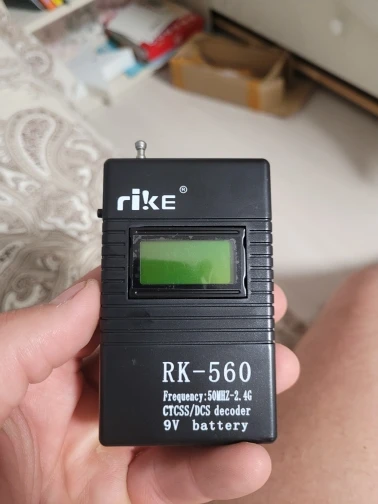 rikE®
RK-560
Frequency:50MHZ-2.4G
CTCSS/DCS decoder
9V battery